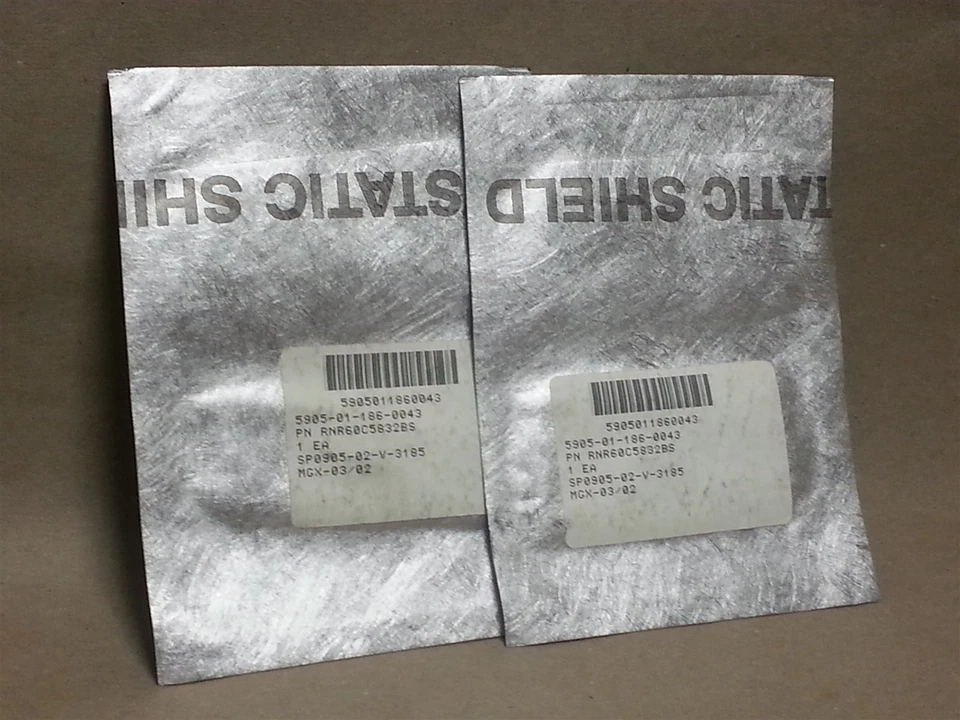 STATIC SHI
TATIC SHIELD
5905011860043
5905-01-186-0043
PN RNR60C5832BS
1 EA
SP0905-02-V-3185
MGX-03/02
5905011860043
5905-01-186-0043
PN RNR60C5832BS
1 EA
SP0905-02-V-3185
MGX-03/02